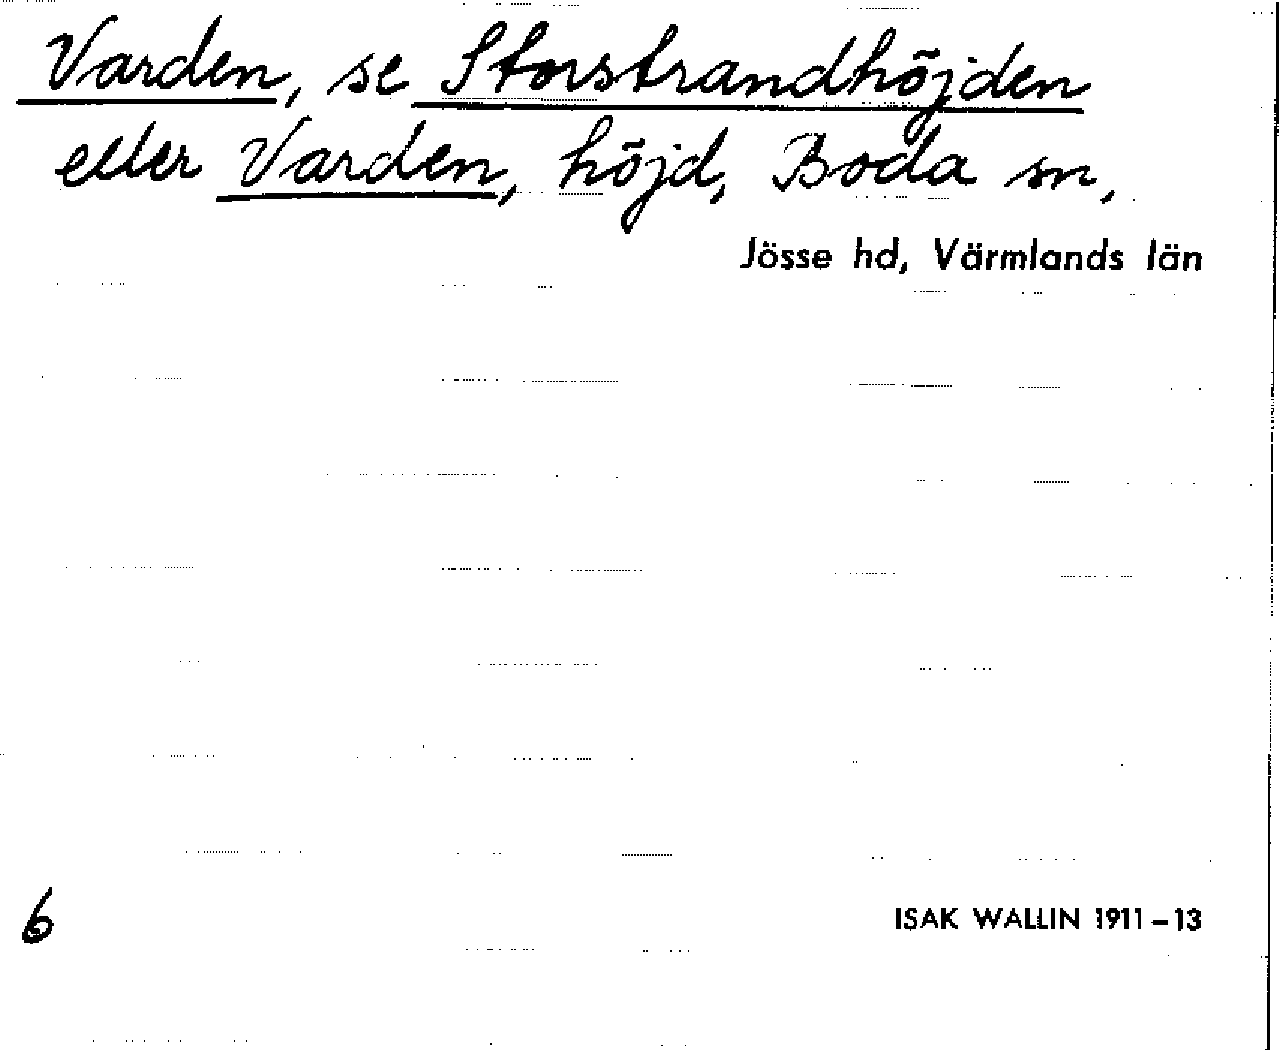 Varden, se Storstrandhöjden
eller Varden, höjd, Boda sn,
Jösse hd, Värmlands län
6
ISAK WALLIN 1911–13